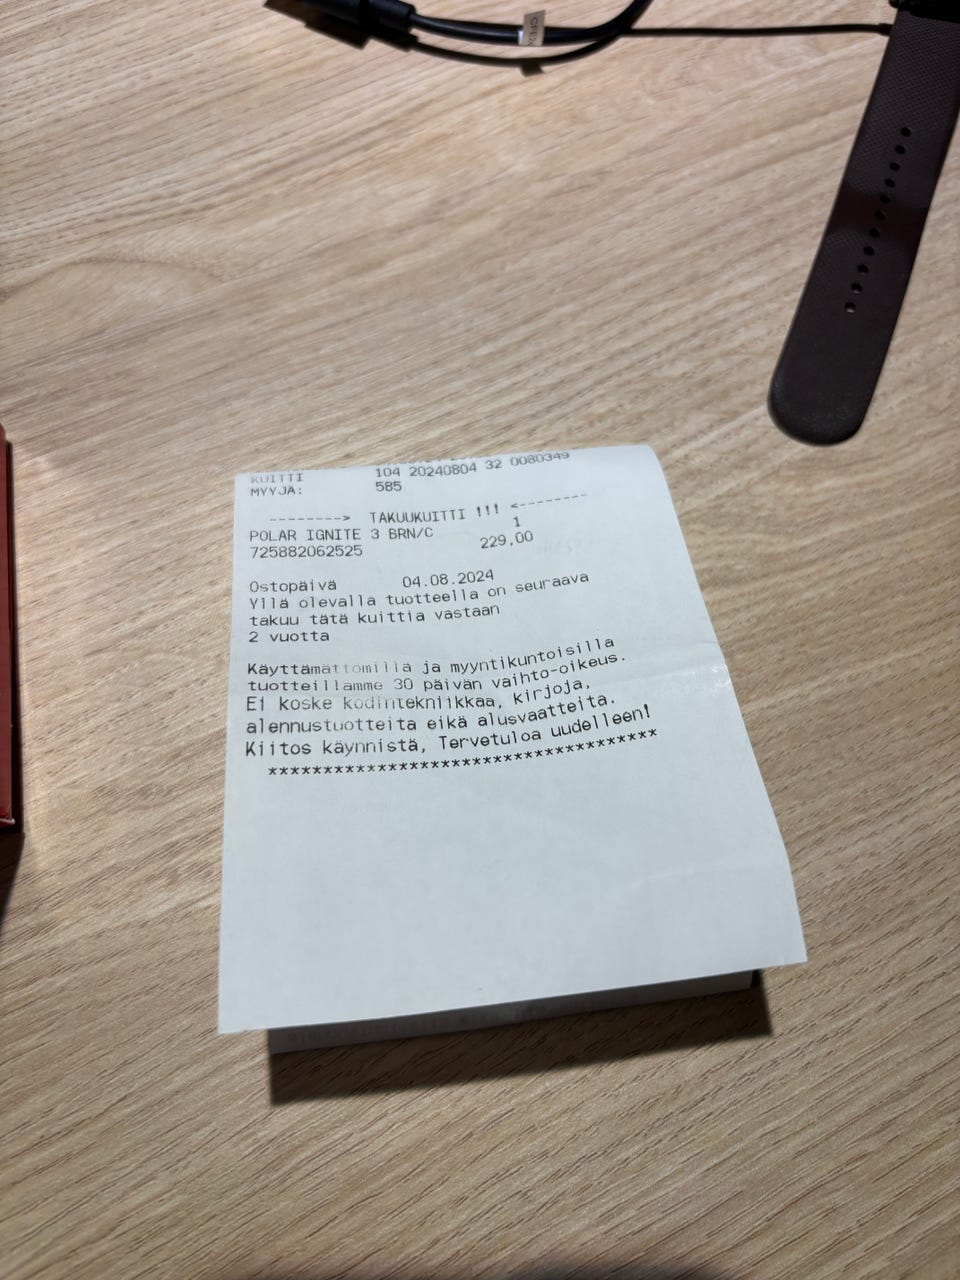 KUITTI 104 20240804 32 0080349
MYYJÄ: 585
--------> TAKUUKUITTI !!! <--------
POLAR IGNITE 3 BRN/C 1
725882062525 229,00
Ostopäivä 04.08.2024
Yllä olevalla tuotteella on seuraava
takuu tätä kuittia vastaan
2 vuotta
Käyttämättömillä ja myyntikuntoisilla
tuotteillamme 30 päivän vaihto-oikeus.
Ei koske kodintekniikkaa, kirjoja,
alennustuotteita eikä alusvaatteita.
Kiitos käynnistä, Tervetuloa uudelleen!
***********************************